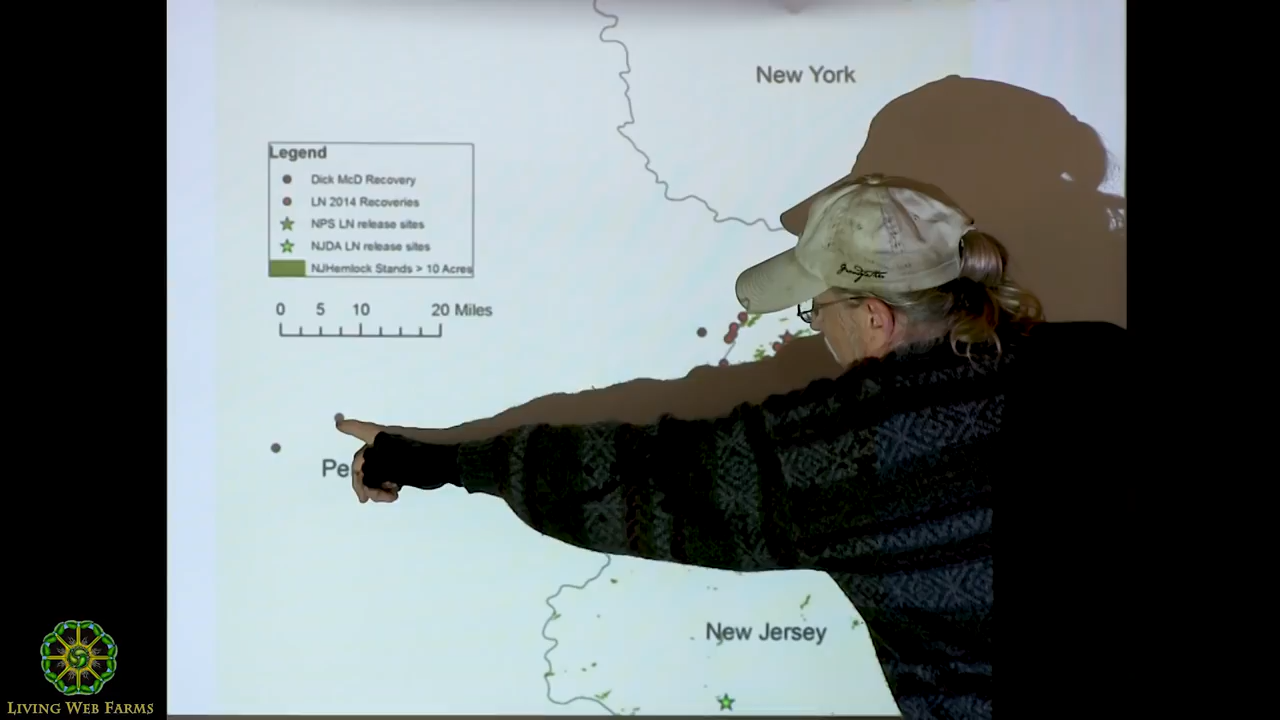 New York
Legend
Dick McD Recovery
LN 2014 Recoveries
NPS LN release sites
NJDA LN release sites
NJHemlock Stands > 10 Acres
0 5 10 20 Miles
Pe
New Jersey
LIVING WEB FARMS